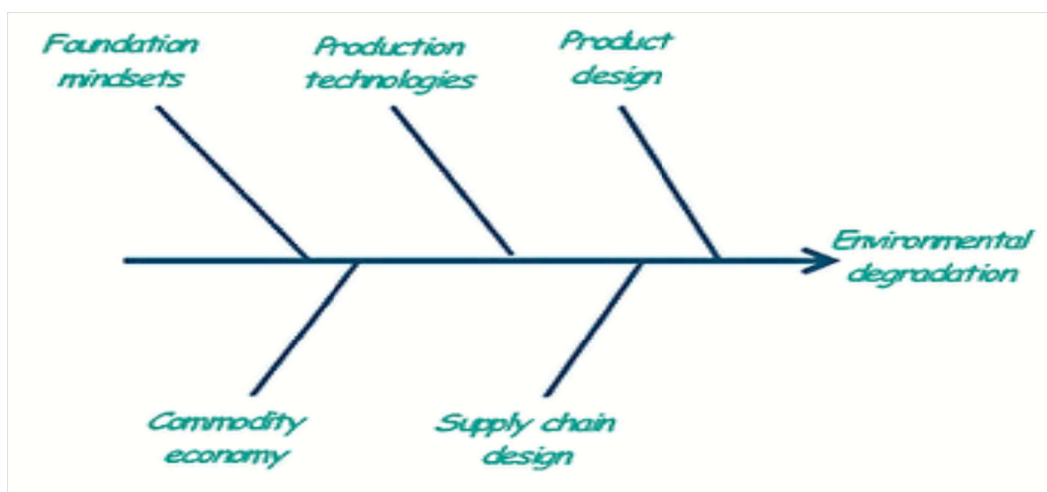 Foundation
mindsets
Production
technologies
Product
design
Environmental
degradation
Commodity
economy
Supply chain
design